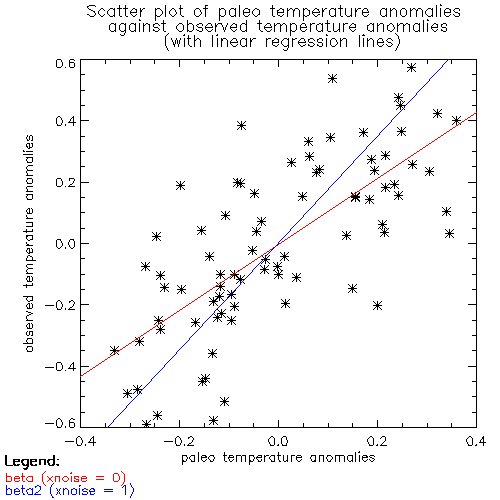 Scatter plot of paleo temperature anomalies
against observed temperature anomalies
(with linear regression lines)
0.6
0.4
0.2
0.0
−0.2
−0.4
−0.6
observed temperature anomalies
−0.4 −0.2 0.0 0.2 0.4
paleo temperature anomalies
Legend:
beta (xnoise = 0)
beta2 (xnoise = 1)